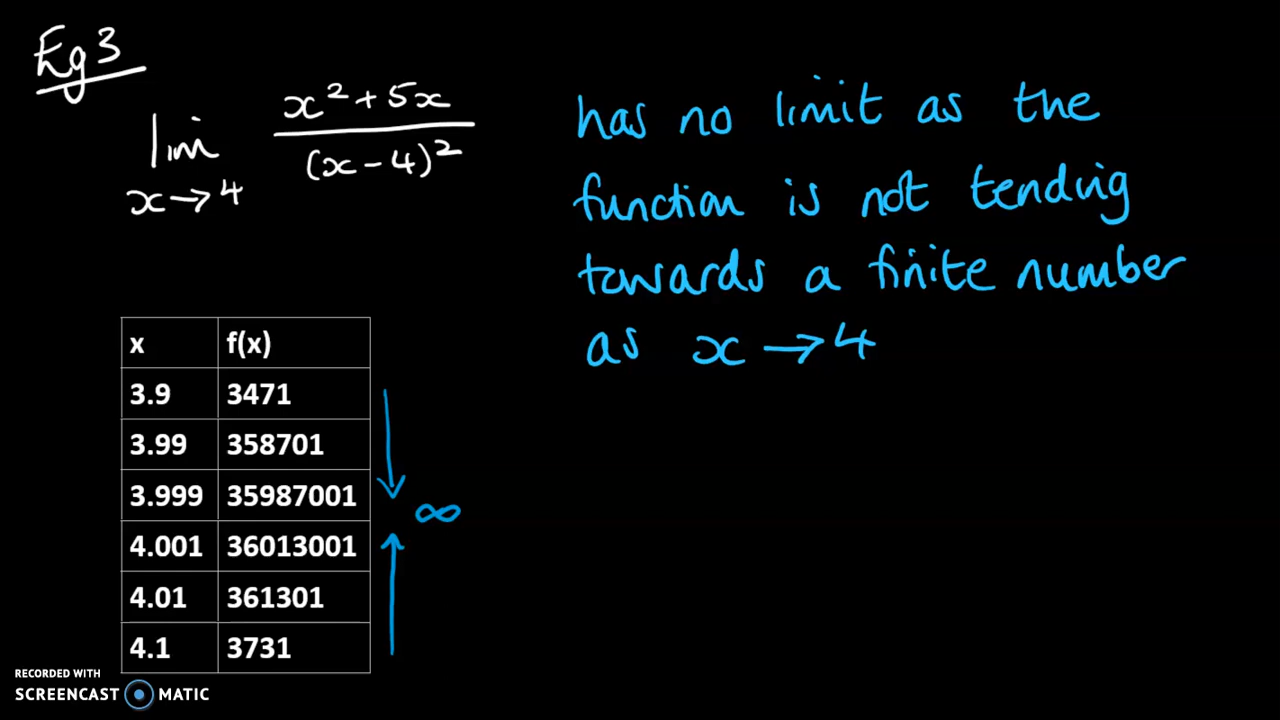 Eg 3
lim x→4 (x² + 5x)/(x − 4)²
has no limit as the
function is not tending
towards a finite number
as x → 4
x f(x)
3.9 3471
3.99 358701
3.999 35987001
∞
4.001 36013001
4.01 361301
4.1 3731
RECORDED WITH
SCREENCAST MATIC